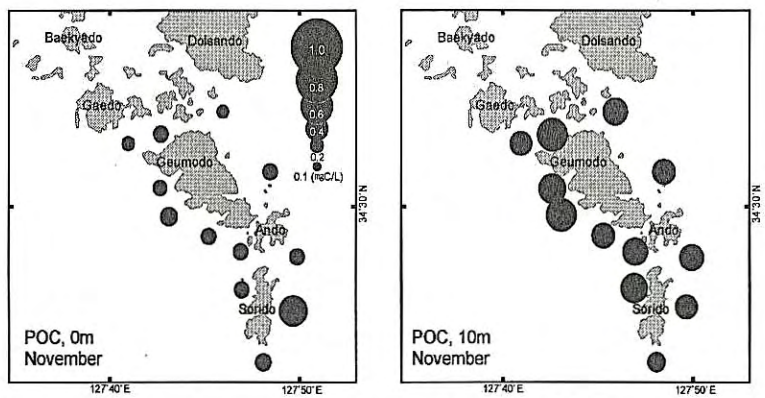 Baekyado
Dolsando
1.0
0.8
Gaedo
0.6
0.4
0.2
Geumodo
0.1 (mgC/L)
34°30'N
Ando
Sorido
POC, 0m
November
127°40'E
127°50'E
Baekyado
Dolsando
Gaedo
Geumodo
34°30'N
Ando
Sorido
POC, 10m
November
127°40'E
127°50'E